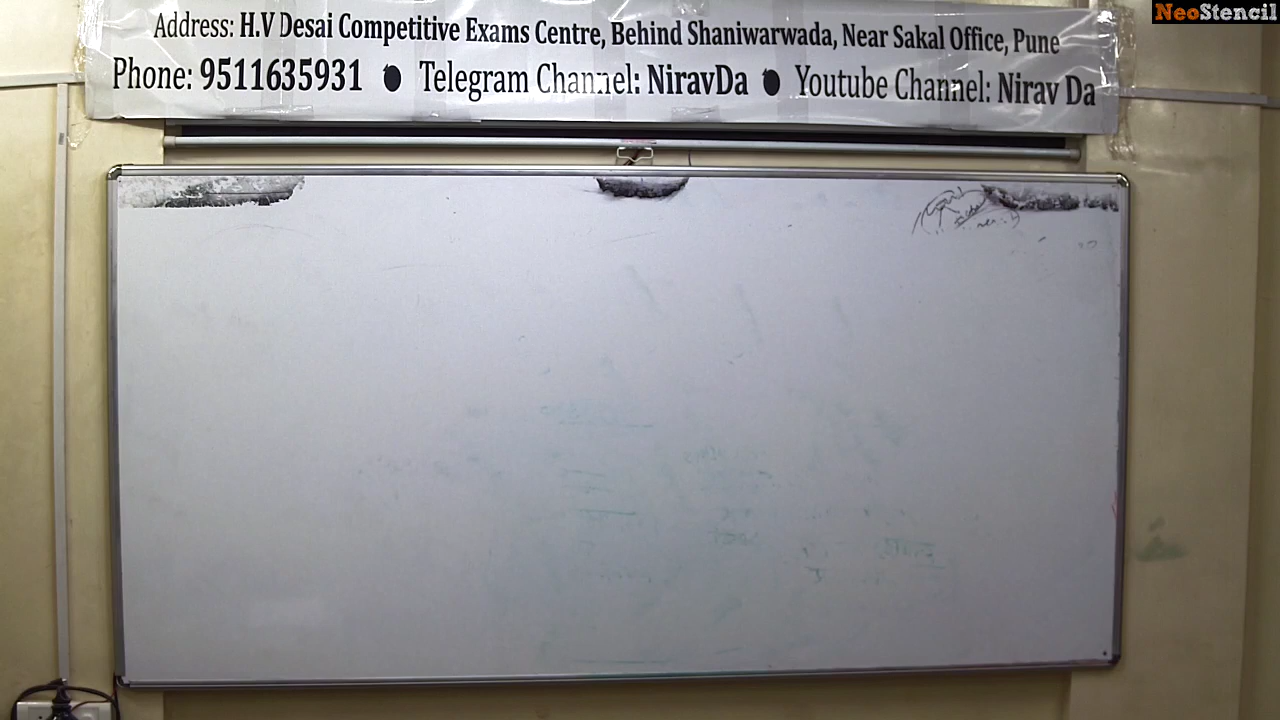 NeoStencil
Address: H.V Desai Competitive Exams Centre, Behind Shaniwarwada, Near Sakal Office, Pune
Phone: 9511635931 ● Telegram Channel: NiravDa ● Youtube Channel: Nirav Da